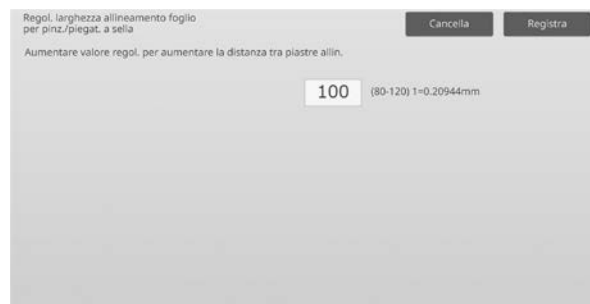 Regol. larghezza allineamento foglio
per pinz./piegat. a sella
Cancella
Registra
Aumentare valore regol. per aumentare la distanza tra piastre allin.
100
(80-120) 1=0.20944mm